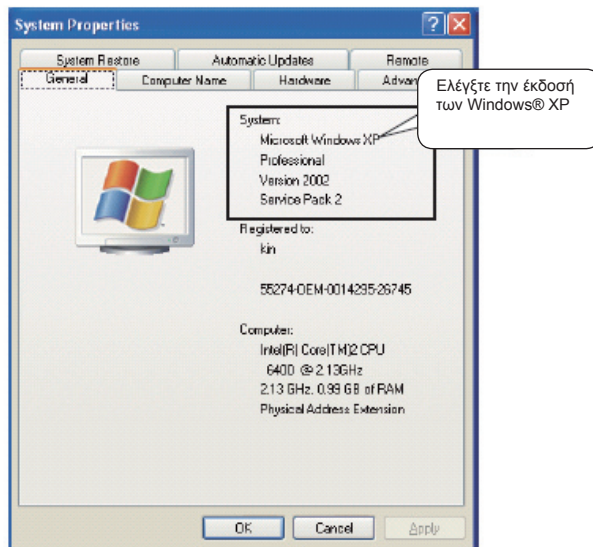 System Properties
System Restore Automatic Updates Remote
General Computer Name Hardware Advan
Ελέγξτε την έκδοσή
των Windows® XP
System:
Microsoft Windows XP
Professional
Version 2002
Service Pack 2
Registered to:
kin
55274-OEM-0014295-26745
Computer:
Intel(R) Core(TM)2 CPU
6400 @ 2.13GHz
2.13 GHz, 0.99 GB of RAM
Physical Address Extension
OK Cancel Apply